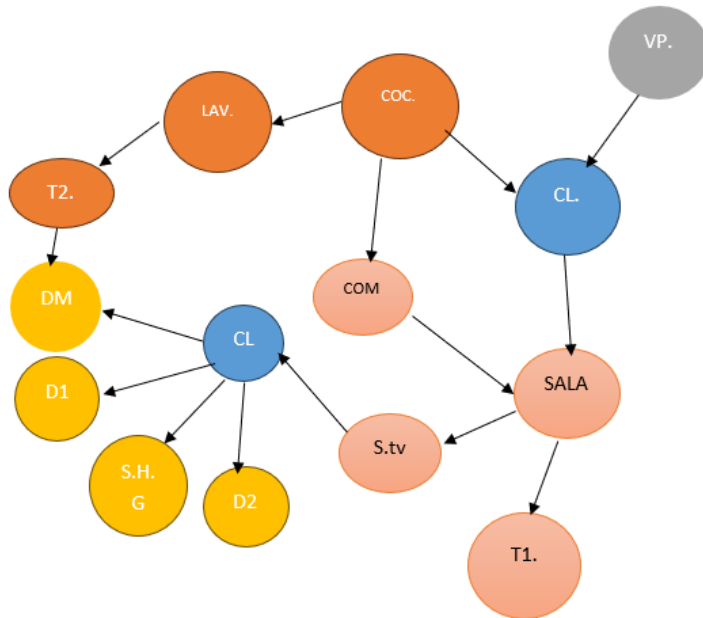 VP.
COC.
LAV.
T2.
CL.
DM
COM
CL
D1
SALA
S.tv
S.H.
G
D2
T1.